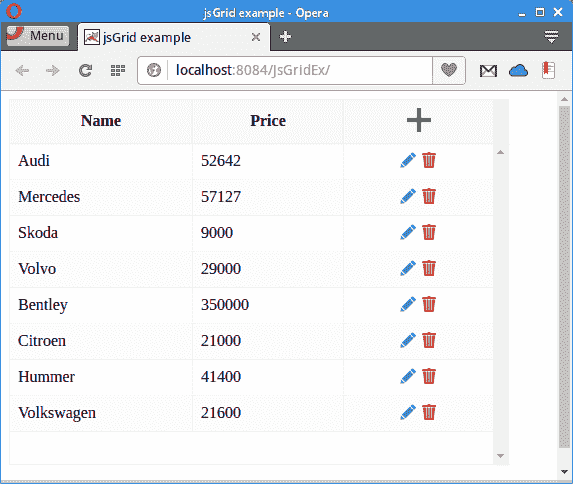 jsGrid example - Opera
Menu
jsGrid example
localhost:8084/JsGridEx/
Name Price
Audi 52642
Mercedes 57127
Skoda 9000
Volvo 29000
Bentley 350000
Citroen 21000
Hummer 41400
Volkswagen 21600